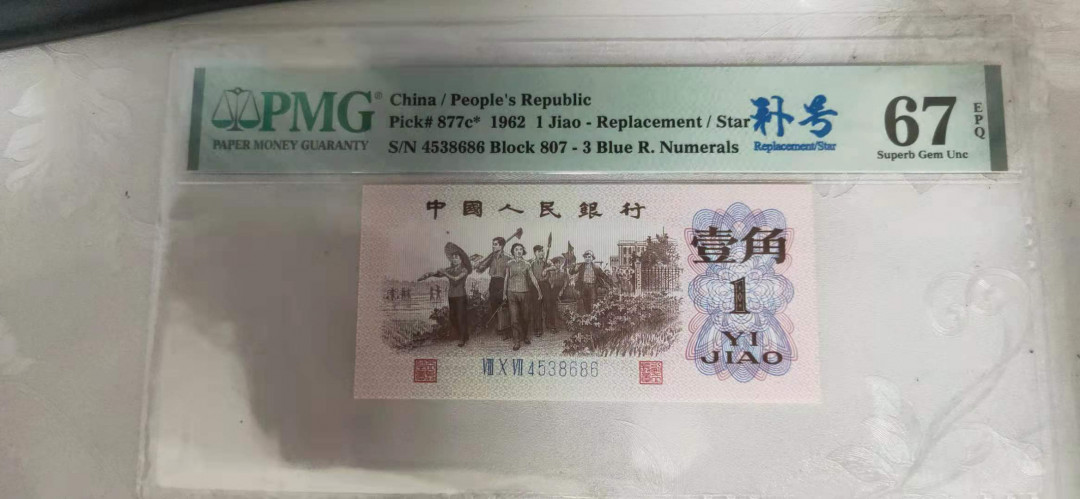 PMG®
PAPER MONEY GUARANTY
China / People's Republic
Pick# 877c* 1962 1 Jiao - Replacement / Star
S/N 4538686 Block 807 - 3 Blue R. Numerals
补号
Replacement/Star
67 EPQ
Superb Gem Unc
中國人民銀行
壹角
1
YI
JIAO
Ⅷ Ⅹ Ⅶ 4538686